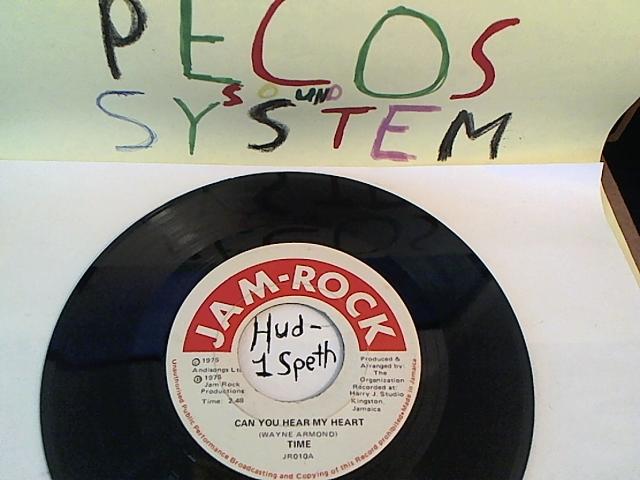 PECOS
SOUND
SYSTEM
JAM-ROCK
Hud-
1 Speth
© 1975
Andisongs Ltd
℗ 1976
Jam Rock
Productions
Time: 2.48
Produced &
Arranged by:
The
Organization
Recorded at:
Harry J. Studio
Kingston,
Jamaica
CAN YOU HEAR MY HEART
(WAYNE ARMOND)
TIME
JR010A
Unauthorised Public Performance Broadcasting and Copying of this Record prohibited•Made in Jamaica